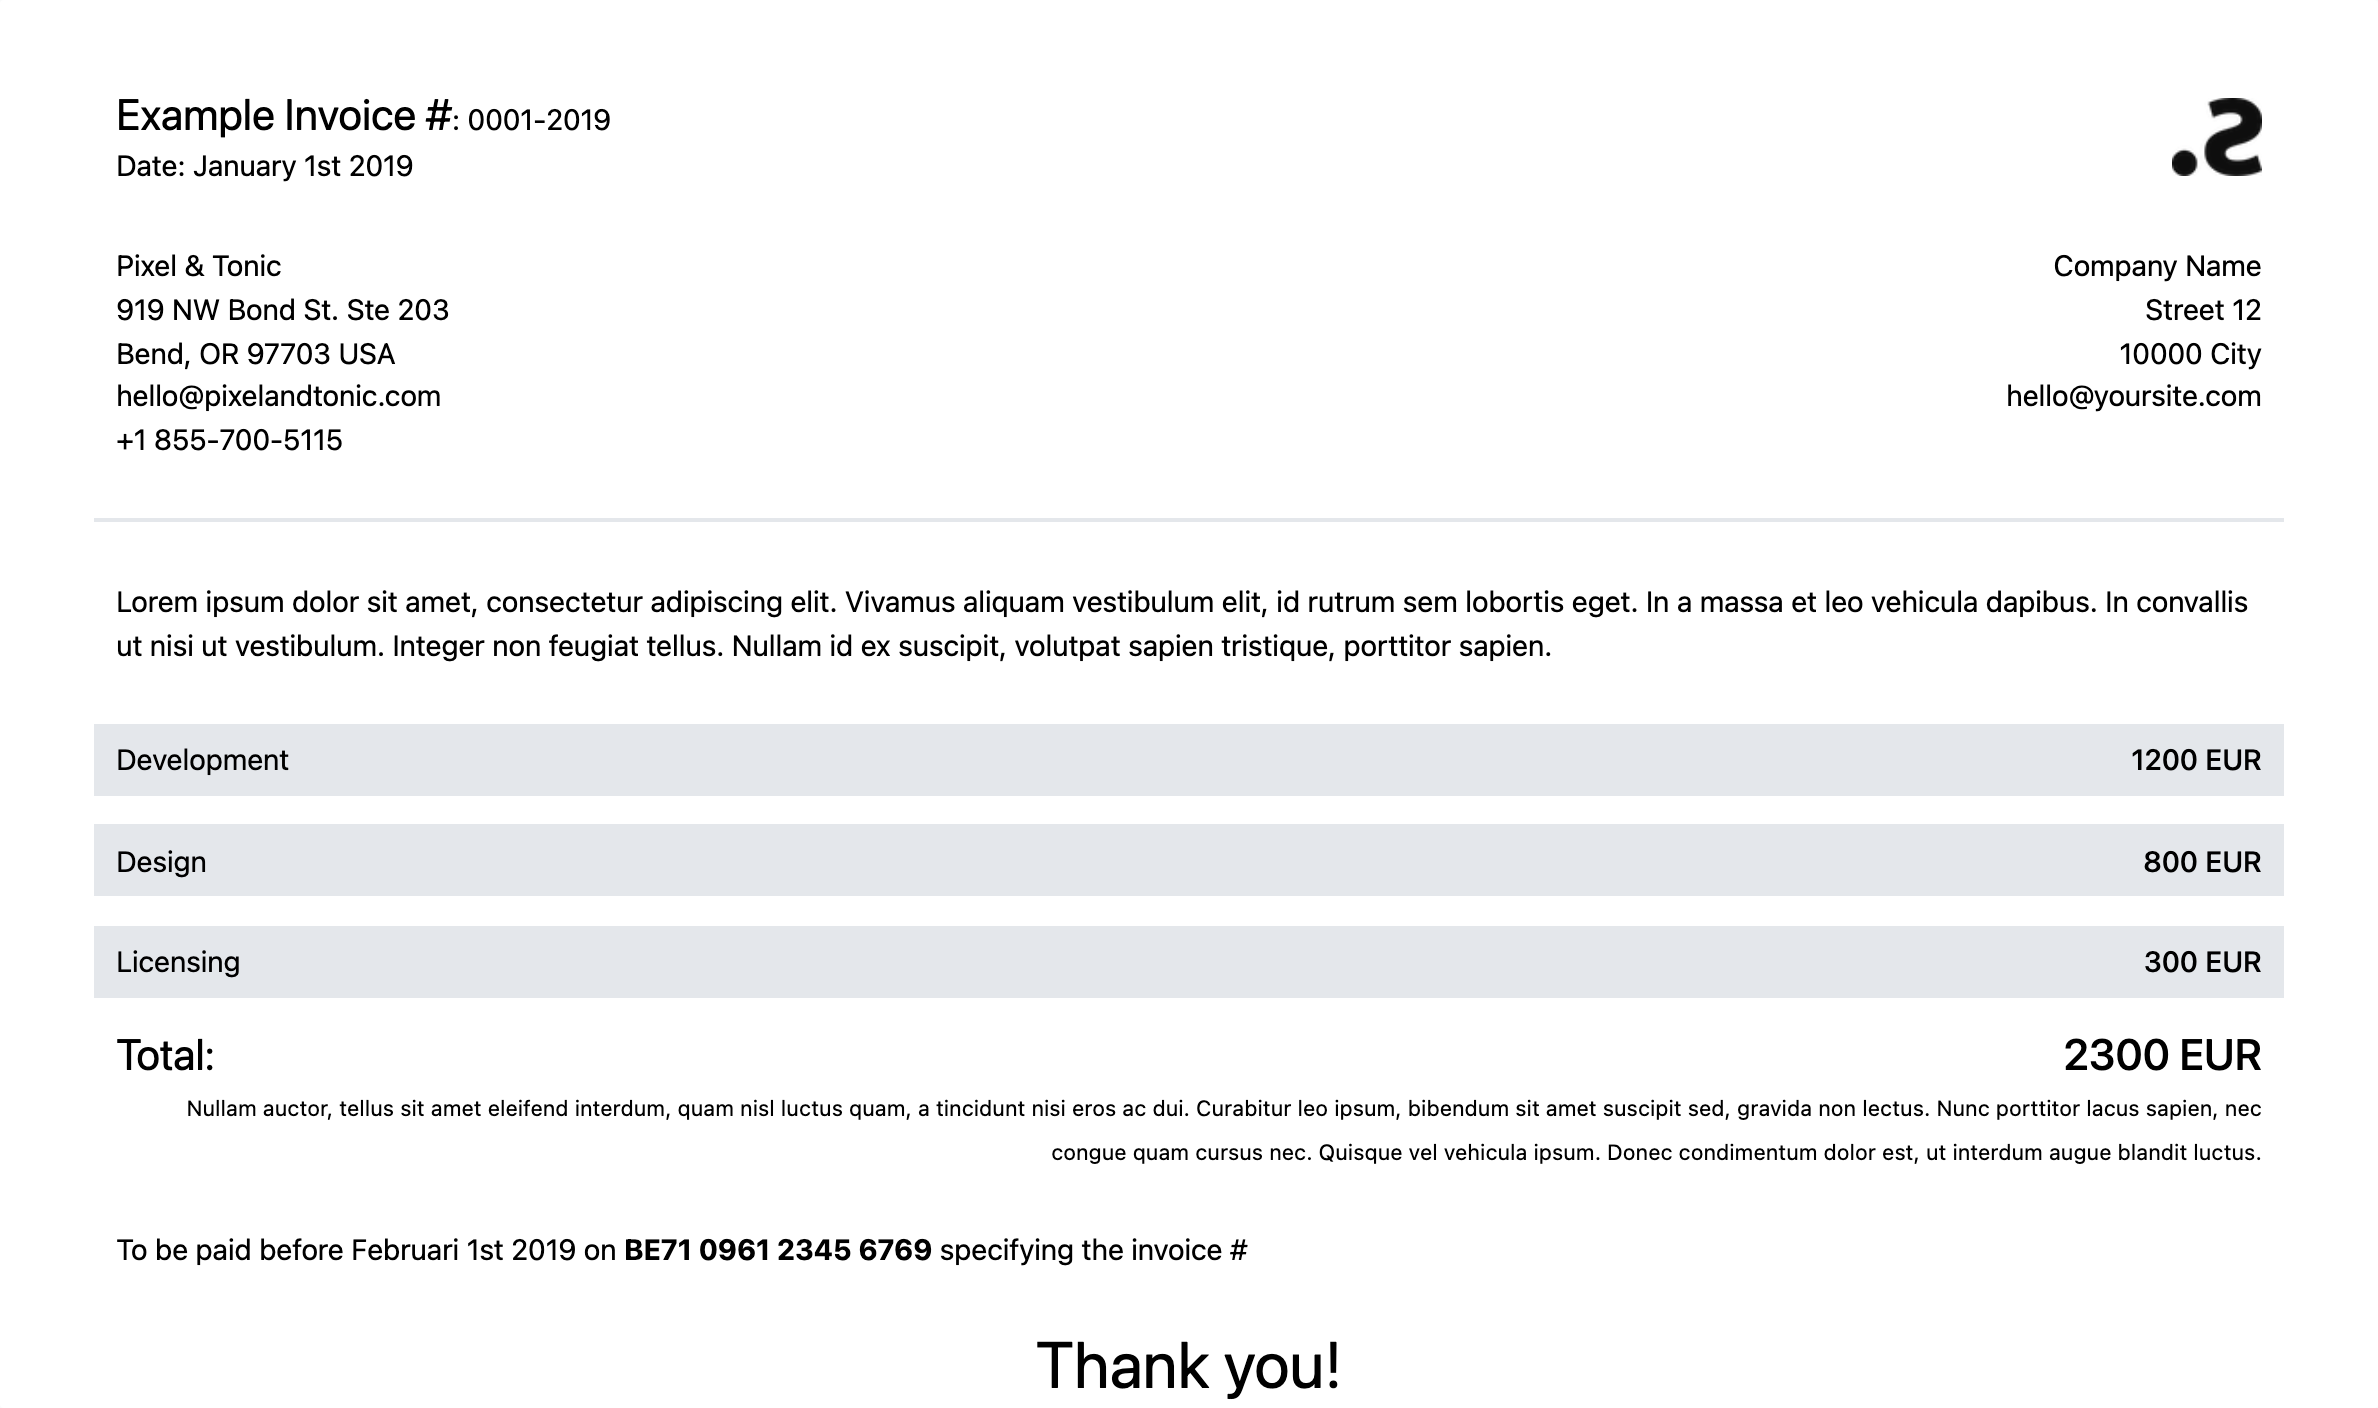 Example Invoice #: 0001-2019
Date: January 1st 2019
Pixel & Tonic
919 NW Bond St. Ste 203
Bend, OR 97703 USA
hello@pixelandtonic.com
+1 855-700-5115
Company Name
Street 12
10000 City
hello@yoursite.com
Lorem ipsum dolor sit amet, consectetur adipiscing elit. Vivamus aliquam vestibulum elit, id rutrum sem lobortis eget. In a massa et leo vehicula dapibus. In convallis
ut nisi ut vestibulum. Integer non feugiat tellus. Nullam id ex suscipit, volutpat sapien tristique, porttitor sapien.
Development 1200 EUR
Design 800 EUR
Licensing 300 EUR
Total: 2300 EUR
Nullam auctor, tellus sit amet eleifend interdum, quam nisl luctus quam, a tincidunt nisi eros ac dui. Curabitur leo ipsum, bibendum sit amet suscipit sed, gravida non lectus. Nunc porttitor lacus sapien, nec
congue quam cursus nec. Quisque vel vehicula ipsum. Donec condimentum dolor est, ut interdum augue blandit luctus.
To be paid before Februari 1st 2019 on BE71 0961 2345 6769 specifying the invoice #
Thank you!